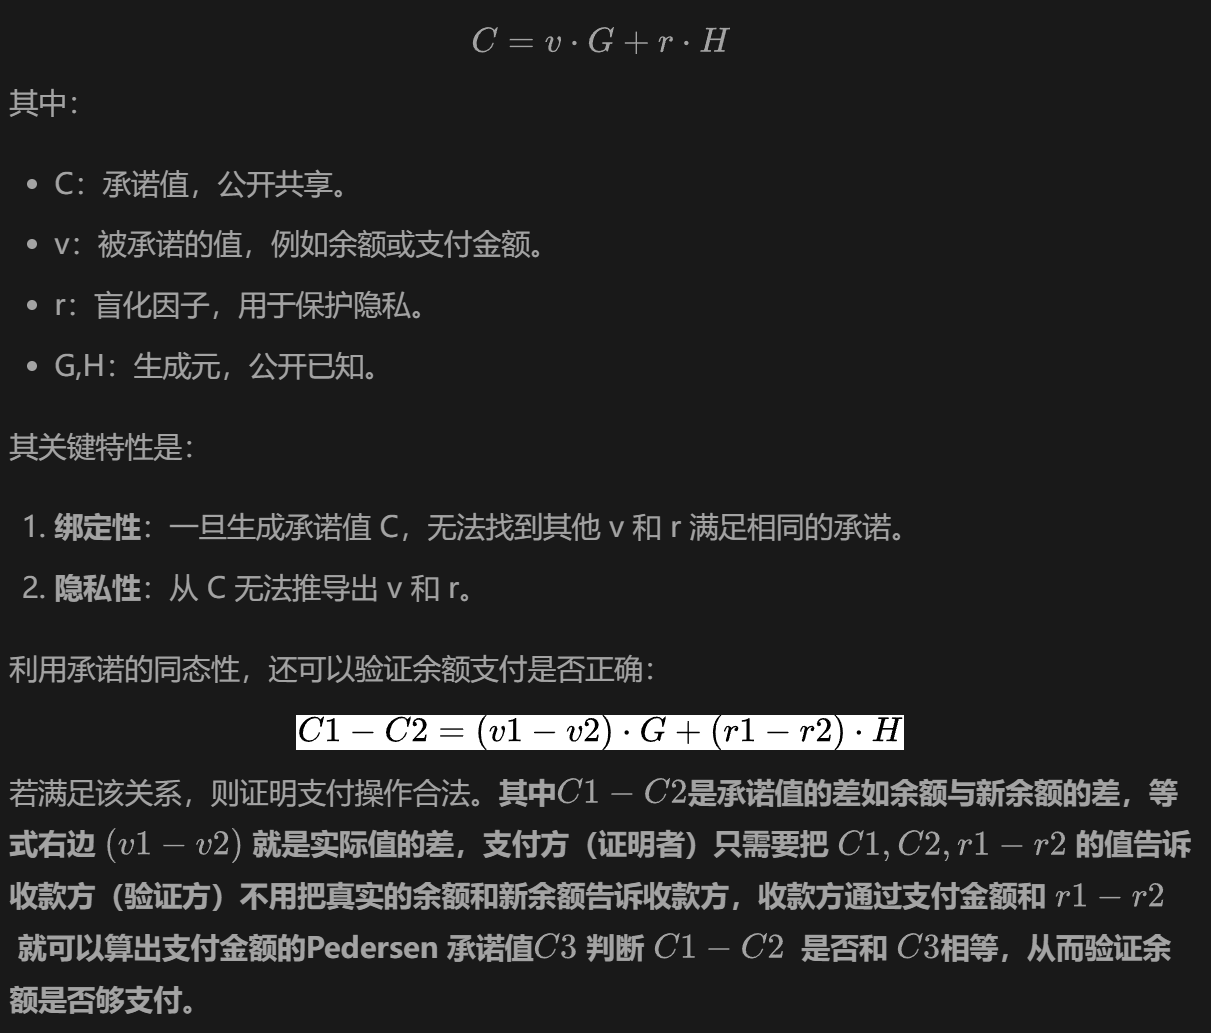 C = v · G + r · H
其中：
• C：承诺值，公开共享。
• v：被承诺的值，例如余额或支付金额。
• r：盲化因子，用于保护隐私。
• G,H：生成元，公开已知。
其关键特性是：
1. 绑定性：一旦生成承诺值 C，无法找到其他 v 和 r 满足相同的承诺。
2. 隐私性：从 C 无法推导出 v 和 r。
利用承诺的同态性，还可以验证余额支付是否正确：
C1 − C2 = (v1 − v2) · G + (r1 − r2) · H
若满足该关系，则证明支付操作合法。其中C1 − C2是承诺值的差如余额与新余额的差，等
式右边 (v1 − v2) 就是实际值的差，支付方（证明者）只需要把 C1, C2, r1 − r2 的值告诉
收款方（验证方）不用把真实的余额和新余额告诉收款方，收款方通过支付金额和 r1 − r2
就可以算出支付金额的Pedersen 承诺值C3 判断 C1 − C2 是否和 C3相等，从而验证余
额是否够支付。